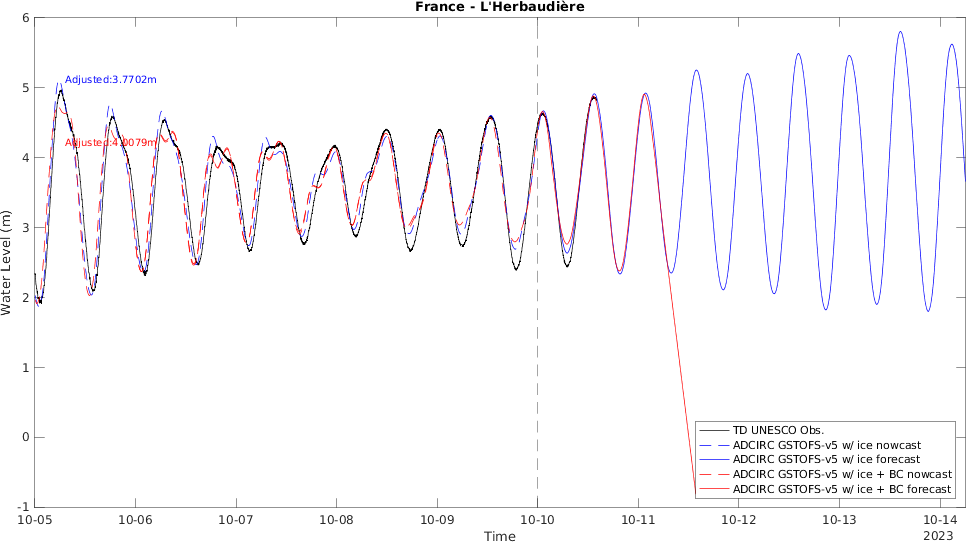 France - L'Herbaudière
6
5
4
3
2
1
0
-1
Water Level (m)
Adjusted:3.7702m
Adjusted:4.0079m
TD UNESCO Obs.
ADCIRC GSTOFS-v5 w/ ice nowcast
ADCIRC GSTOFS-v5 w/ ice forecast
ADCIRC GSTOFS-v5 w/ ice + BC nowcast
ADCIRC GSTOFS-v5 w/ ice + BC forecast
10-05 10-06 10-07 10-08 10-09 10-10 10-11 10-12 10-13 10-14
Time
2023